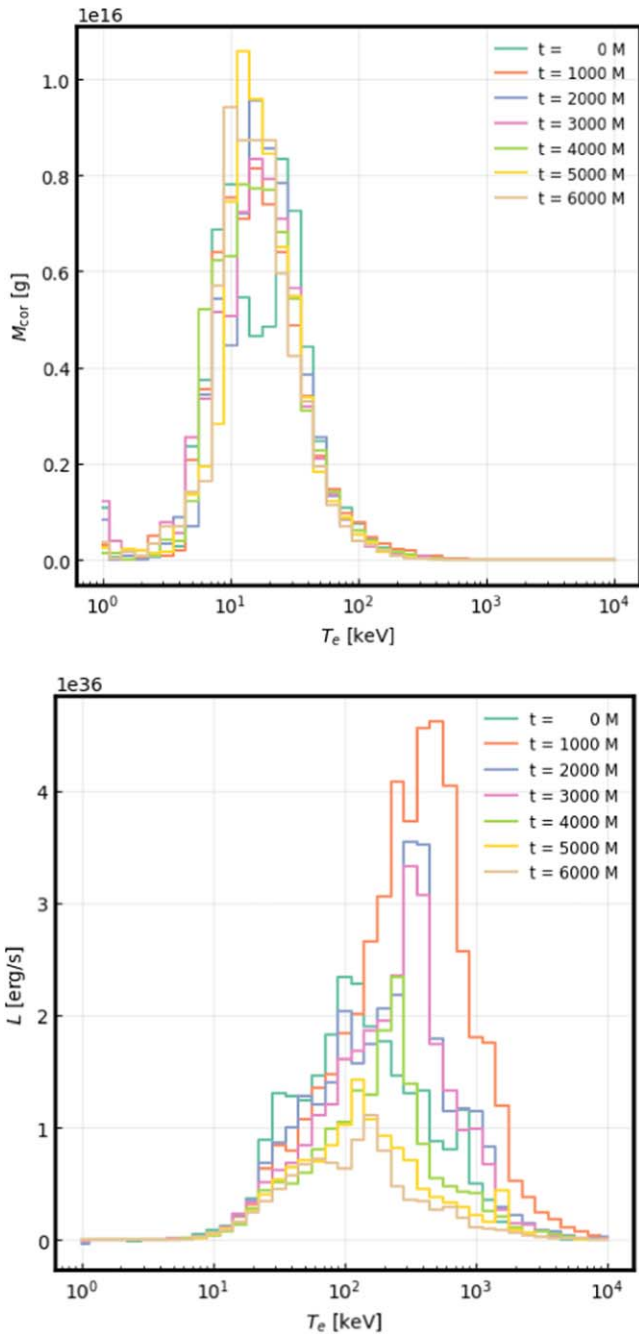 1e16
t = 0 M
t = 1000 M
t = 2000 M
t = 3000 M
t = 4000 M
t = 5000 M
t = 6000 M
1.0
0.8
0.6
0.4
0.2
0.0
M_cor [g]
10^0 10^1 10^2 10^3 10^4
T_e [keV]
1e36
t = 0 M
t = 1000 M
t = 2000 M
t = 3000 M
t = 4000 M
t = 5000 M
t = 6000 M
4
3
2
1
0
L [erg/s]
10^0 10^1 10^2 10^3 10^4
T_e [keV]